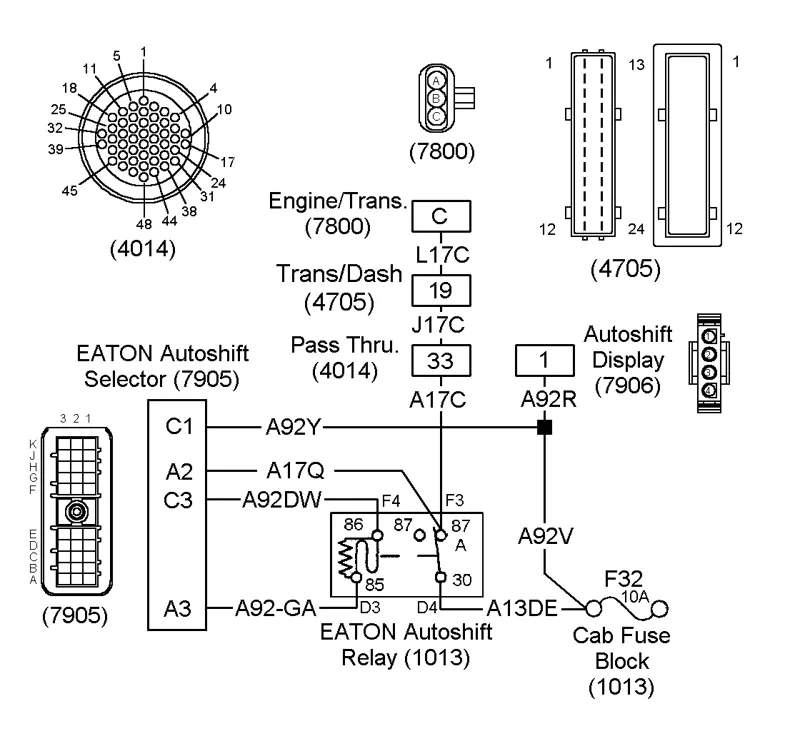 1
5
11
18
25
32
39
45
4
10
17
24
31
38
44
48
(4014)
A
B
C
(7800)
1
13
12
24
1
12
(4705)
Engine/Trans.
(7800)
C
L17C
Trans/Dash
(4705)
19
J17C
Pass Thru.
(4014)
33
A17C
1
A92R
Autoshift
Display
(7906)
1
2
3
4
EATON Autoshift
Selector (7905)
3 2 1
K
J
H
G
F
E
D
C
B
A
(7905)
C1
A92Y
A2
A17Q
C3
A92DW
F4
F3
86
87
87
A
85
30
D3
D4
A3
A92-GA
EATON Autoshift
Relay (1013)
A92V
A13DE
F32
10A
Cab Fuse
Block
(1013)